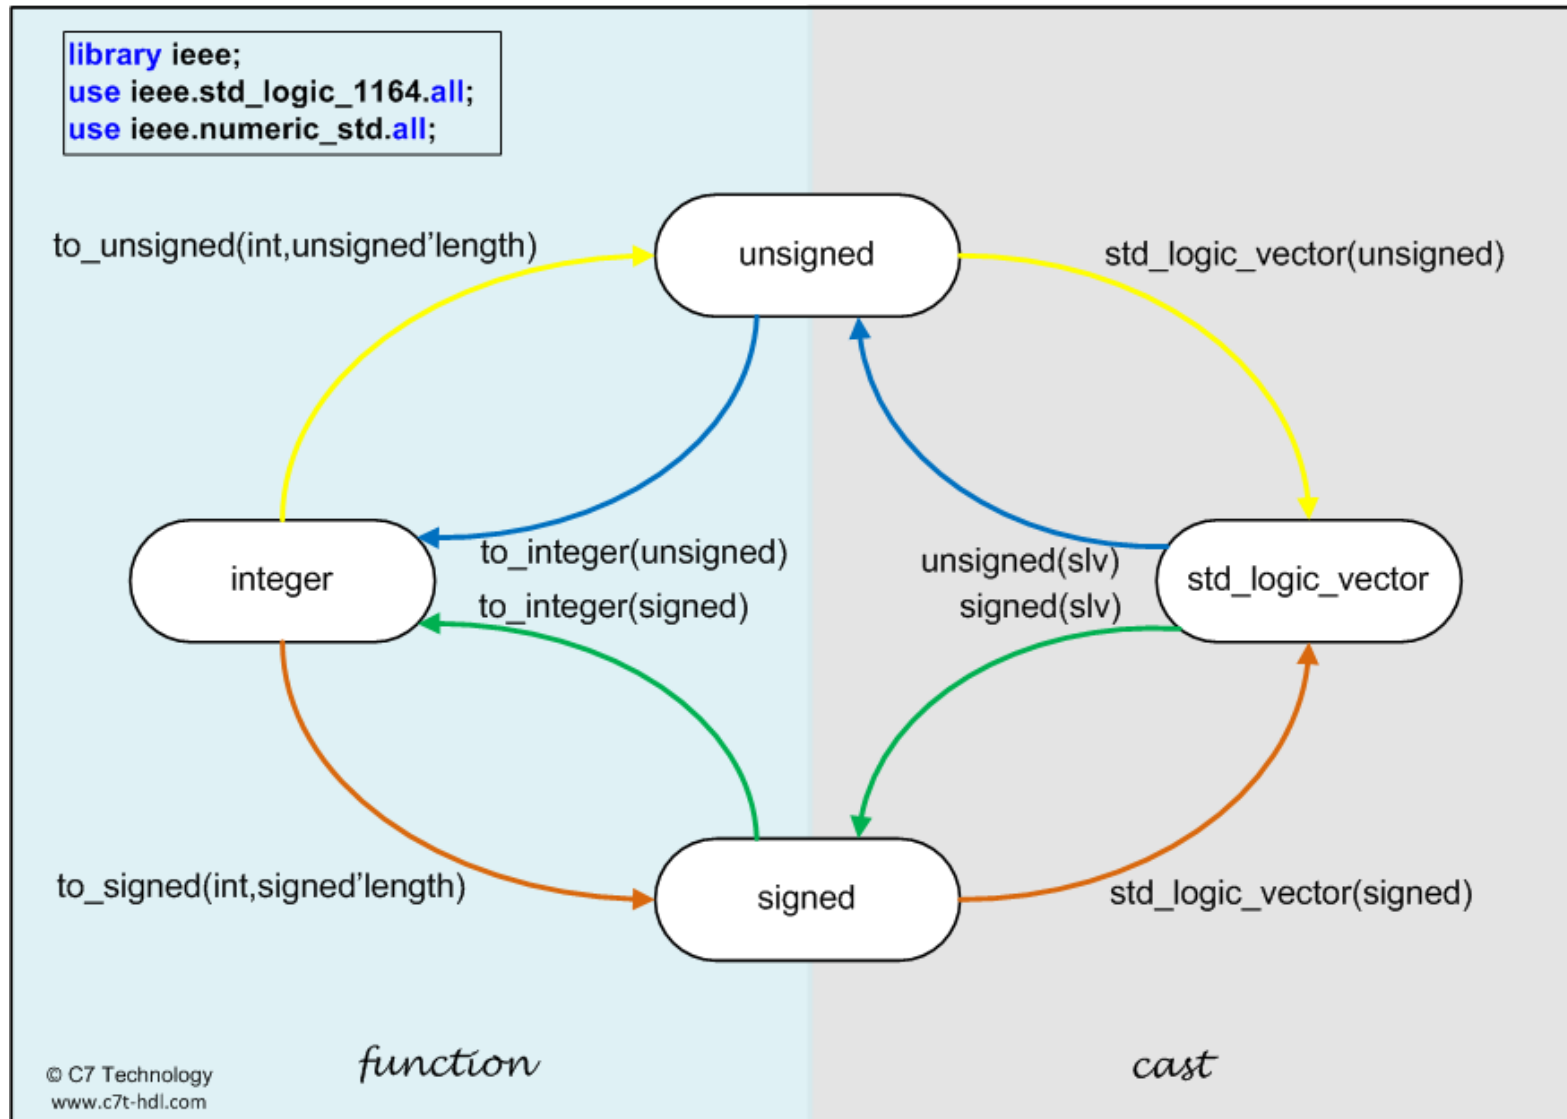 library ieee;
use ieee.std_logic_1164.all;
use ieee.numeric_std.all;
to_unsigned(int,unsigned’length)
unsigned
std_logic_vector(unsigned)
to_integer(unsigned)
unsigned(slv)
integer
std_logic_vector
to_integer(signed)
signed(slv)
to_signed(int,signed’length)
signed
std_logic_vector(signed)
function
cast
© C7 Technology
www.c7t-hdl.com